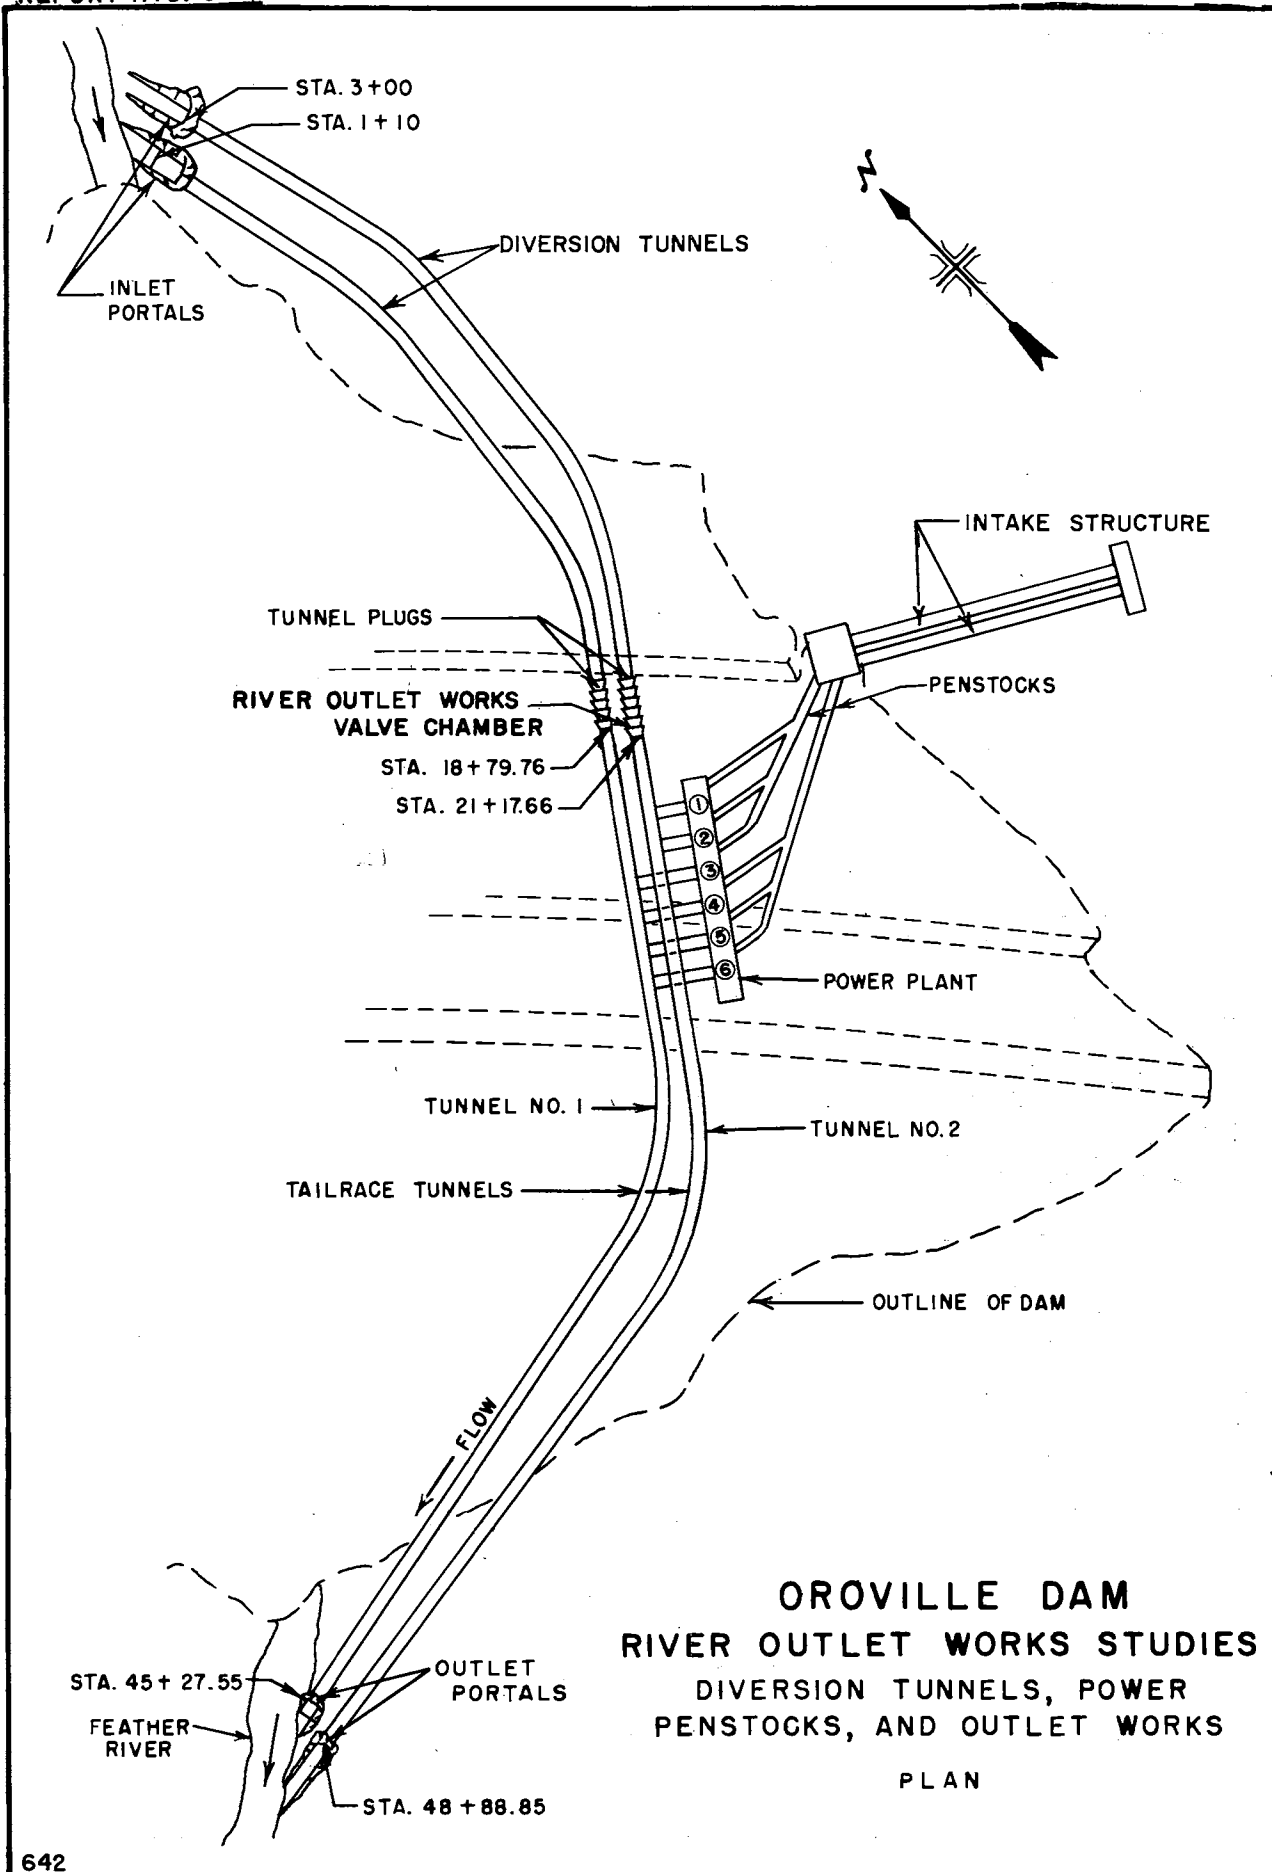 STA. 3+00
STA. 1+10
N
DIVERSION TUNNELS
INLET
PORTALS
INTAKE STRUCTURE
TUNNEL PLUGS
PENSTOCKS
RIVER OUTLET WORKS
VALVE CHAMBER
STA. 18+79.76
STA. 21+17.66
1
2
3
4
5
6
POWER PLANT
TUNNEL NO. 1
TUNNEL NO. 2
TAILRACE TUNNELS
OUTLINE OF DAM
FLOW
OROVILLE DAM
RIVER OUTLET WORKS STUDIES
DIVERSION TUNNELS, POWER
PENSTOCKS, AND OUTLET WORKS
PLAN
OUTLET
PORTALS
STA. 45+27.55
FEATHER
RIVER
STA. 48+88.85
642